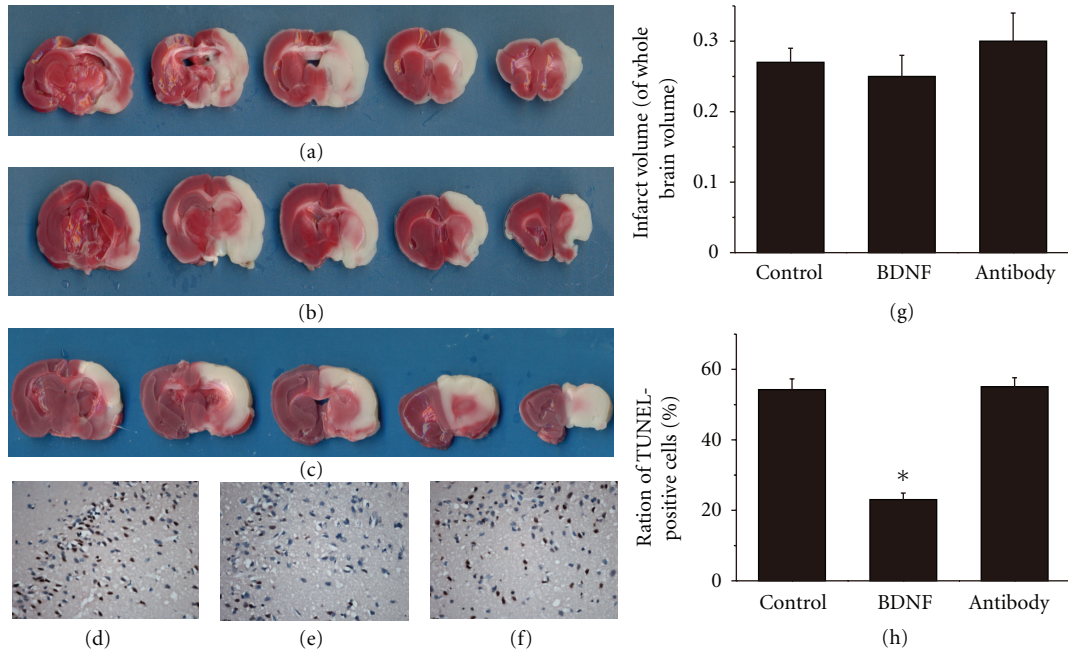 (a)
(b)
(c)
(d)
(e)
(f)
Infarct volume (of whole
brain volume)
0.3
0.2
0.1
0
Control
BDNF
Antibody
(g)
Ration of TUNEL-
positive cells (%)
60
40
20
0
*
Control
BDNF
Antibody
(h)